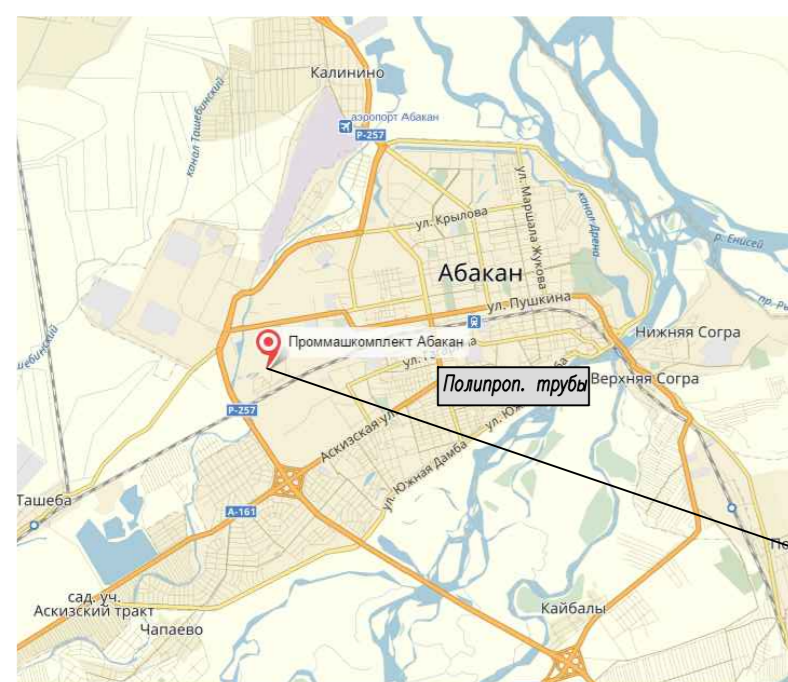 Калинино
аэропорт Абакан
Р-257
канал Ташебинский
ул. Маршала Жукова
ул. Крылова
канал Дрена
р. Енисей
Абакан
ул. Пушкина
Нижняя Согра
Проммашкомплект Абакан
Полипроп. трубы
Верхняя Согра
Р-257
Аскизская ул.
ул. Южная Дамба
Ташеба
А-161
сад. уч.
Аскизский тракт
Чапаево
Кайбалы